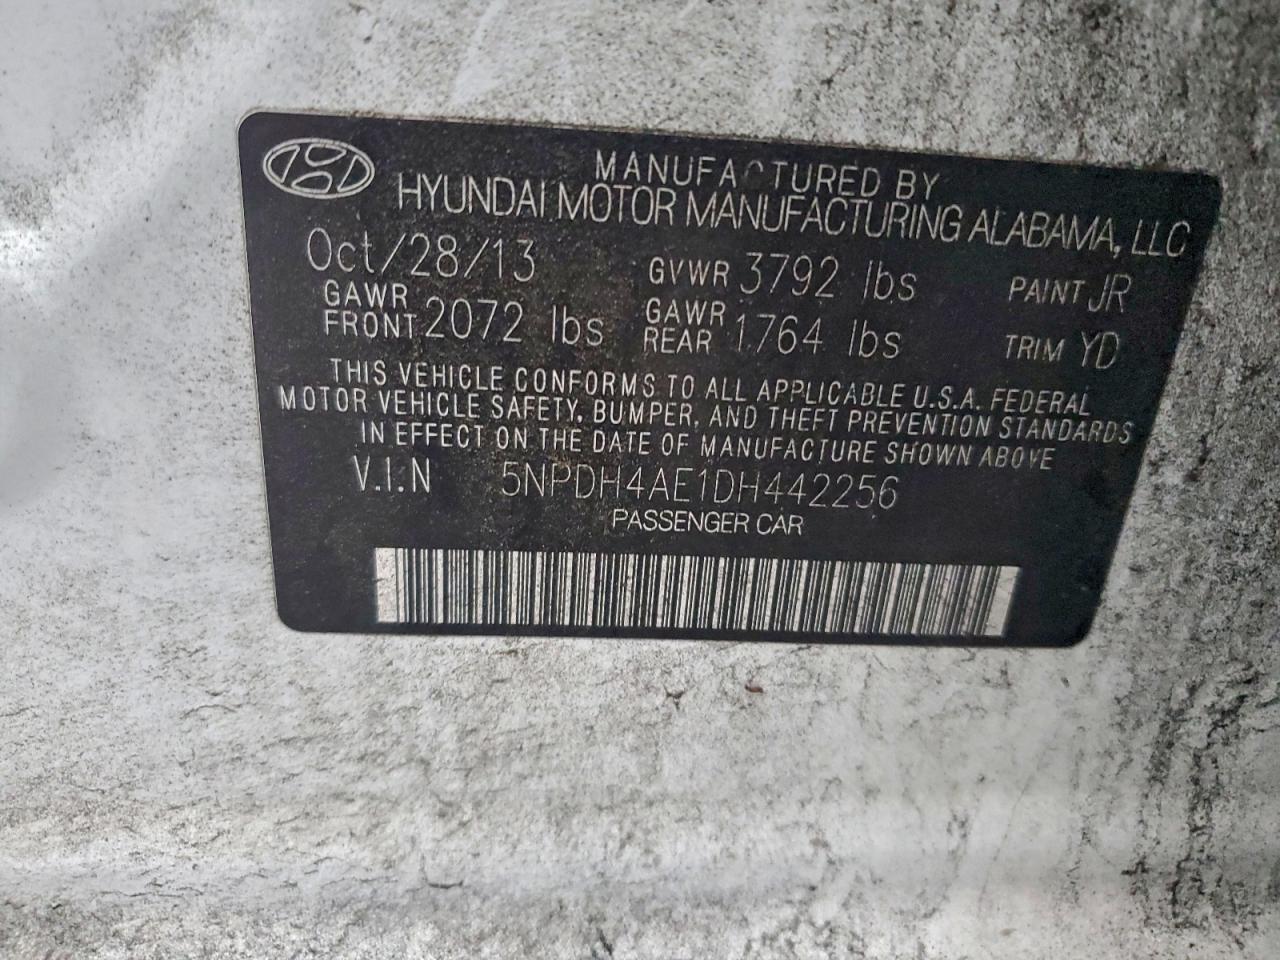 MANUFACTURED BY
HYUNDAI MOTOR MANUFACTURING ALABAMA, LLC
Oct/28/13 GVWR 3792 lbs PAINT JR
GAWR FRONT 2072 lbs GAWR REAR 1764 lbs TRIM YD
THIS VEHICLE CONFORMS TO ALL APPLICABLE U.S.A. FEDERAL
MOTOR VEHICLE SAFETY, BUMPER, AND THEFT PREVENTION STANDARDS
IN EFFECT ON THE DATE OF MANUFACTURE SHOWN ABOVE
V.I.N 5NPDH4AE1DH442256
PASSENGER CAR